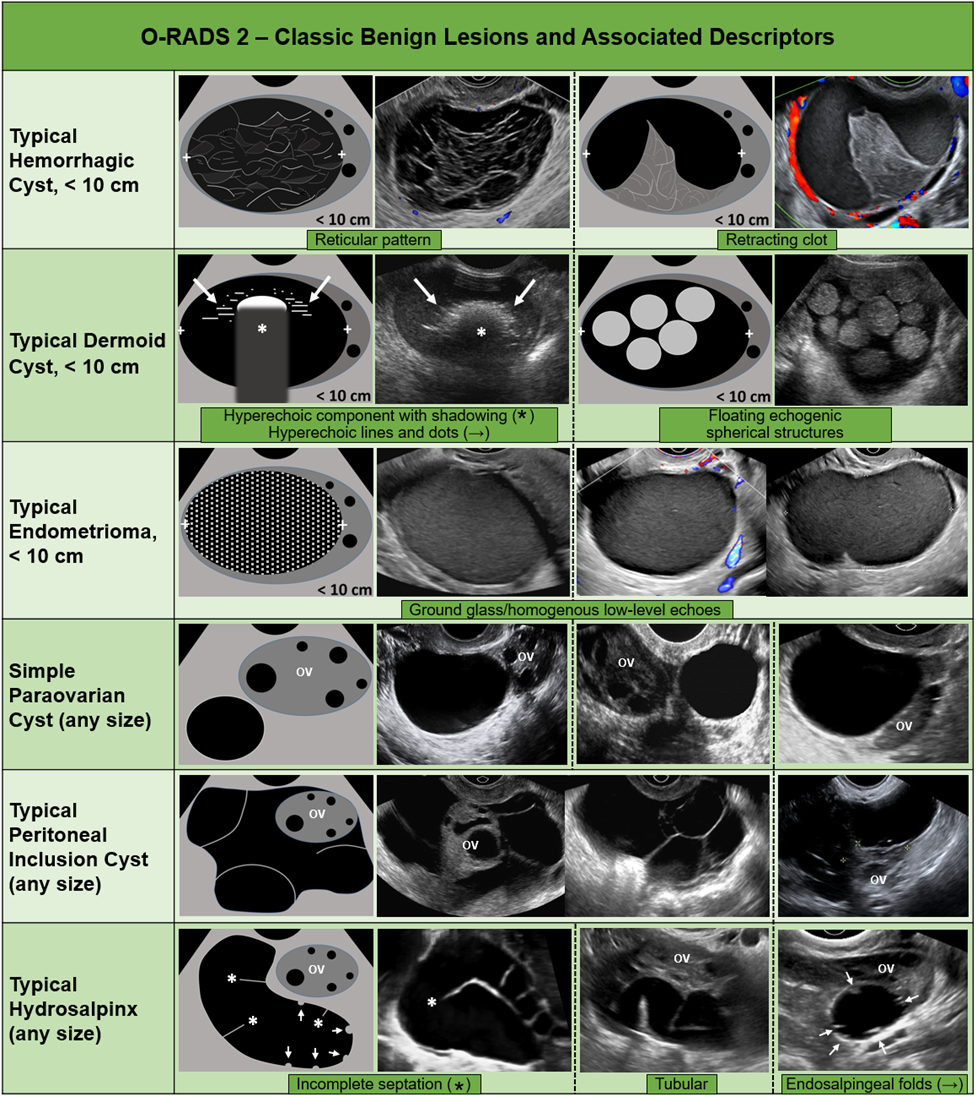 O-RADS 2 – Classic Benign Lesions and Associated Descriptors
Typical
Hemorrhagic
Cyst, < 10 cm
< 10 cm
< 10 cm
Reticular pattern
Retracting clot
Typical Dermoid
Cyst, < 10 cm
*
*
< 10 cm
< 10 cm
Hyperechoic component with shadowing (*)
Hyperechoic lines and dots (→)
Floating echogenic
spherical structures
Typical
Endometrioma,
< 10 cm
< 10 cm
Ground glass/homogenous low-level echoes
Simple
Paraovarian
Cyst (any size)
OV
OV
OV
OV
Typical
Peritoneal
Inclusion Cyst
(any size)
OV
OV
OV
Typical
Hydrosalpinx
(any size)
OV
OV
OV
*
*
*
*
Incomplete septation (*)
Tubular
Endosalpingeal folds (→)